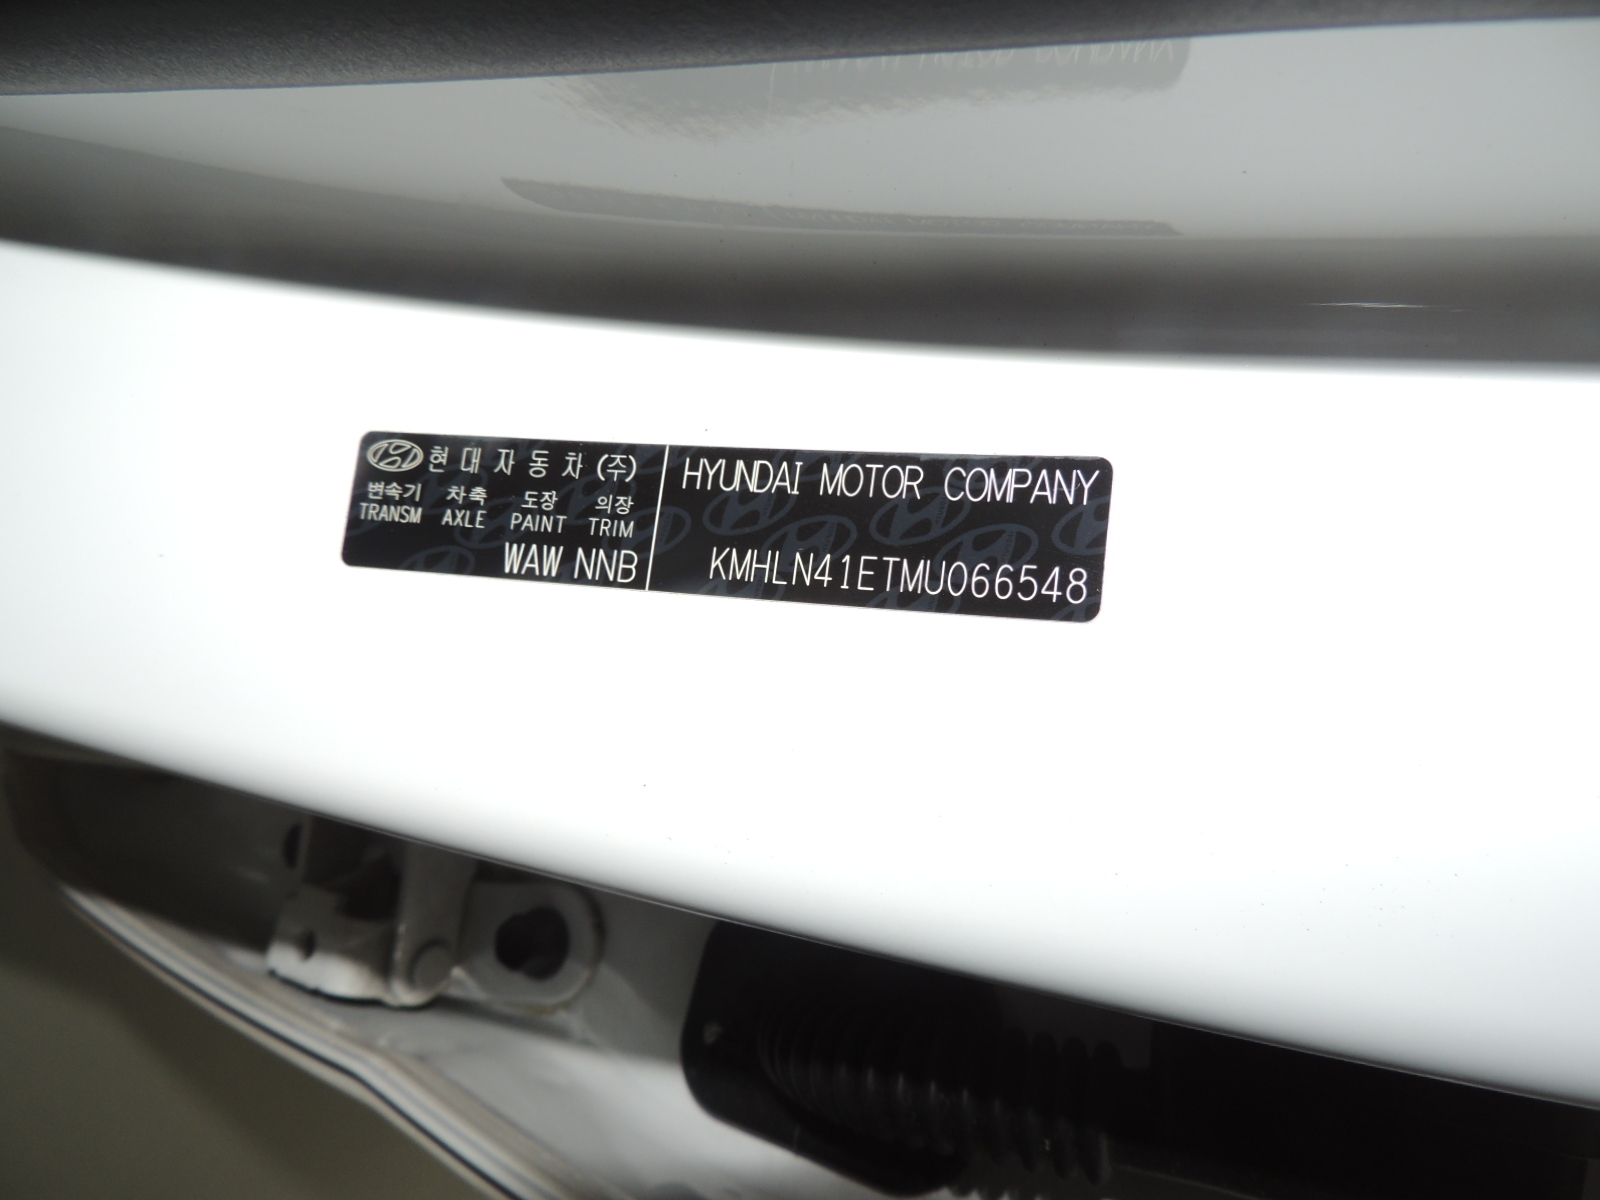 현대자동차(주)
변속기 차축 도장 의장
TRANSM AXLE PAINT TRIM
WAW NNB
HYUNDAI MOTOR COMPANY
KMHLN41ETMU066548